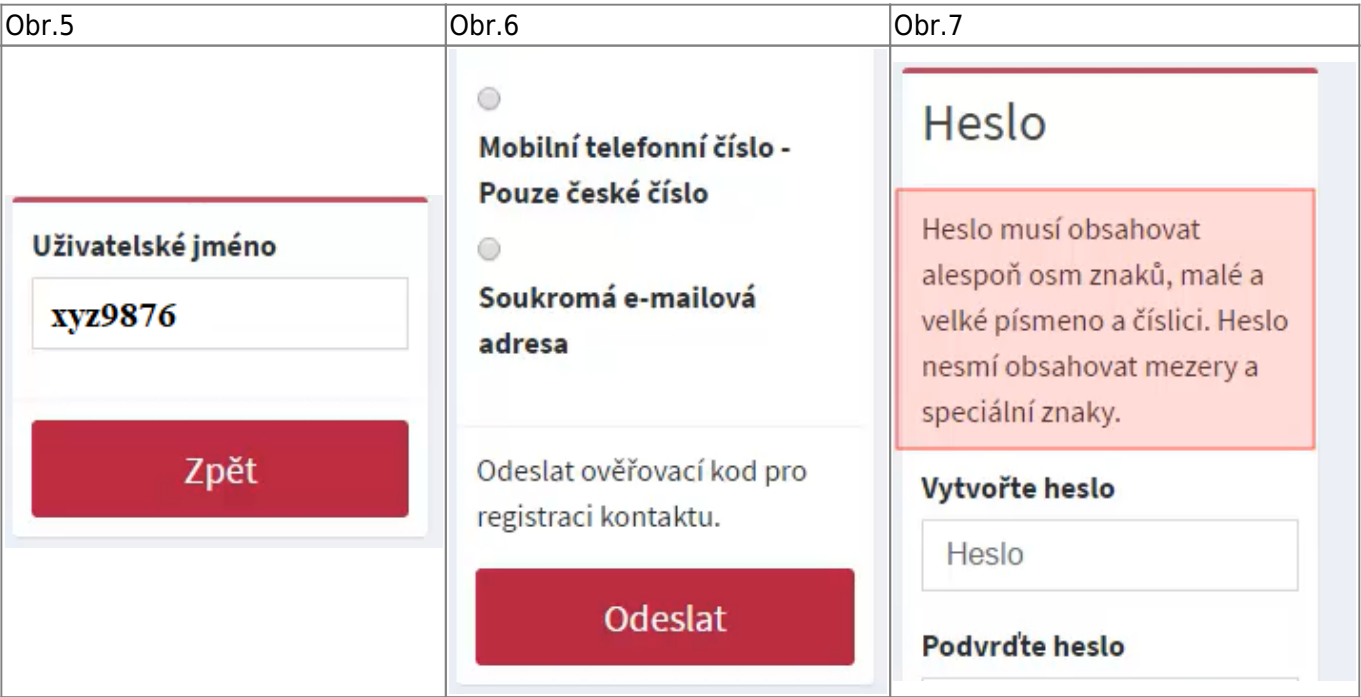 Obr.5
Uživatelské jméno
xyz9876
Zpět
Obr.6
Mobilní telefonní číslo -
Pouze české číslo
Soukromá e-mailová
adresa
Odeslat ověřovací kod pro
registraci kontaktu.
Odeslat
Obr.7
Heslo
Heslo musí obsahovat
alespoň osm znaků, malé a
velké písmeno a číslici. Heslo
nesmí obsahovat mezery a
speciální znaky.
Vytvořte heslo
Heslo
Podvrďte heslo